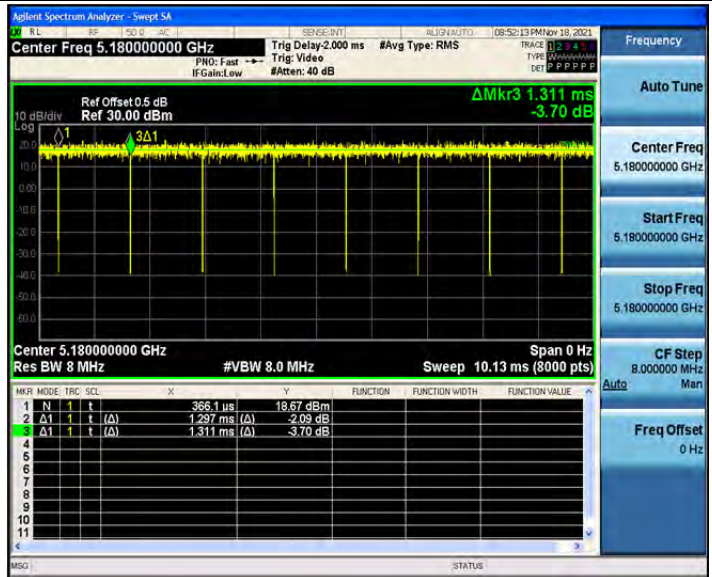 Agilent Spectrum Analyzer - Swept SA
RL RF 50 Ω AC SENSE:INT ALIGNAUTO 08:52:13 PM Nov 18, 2021
Center Freq 5.180000000 GHz
PNO: Fast
IFGain:Low
Trig Delay-2.000 ms
Trig: Video
#Atten: 40 dB
#Avg Type: RMS
TRACE 1 2 3 4 5 6
TYPE
DET P P P P P P
Frequency
Ref Offset 0.5 dB
10 dB/div Ref 30.00 dBm
Log
ΔMkr3 1.311 ms
-3.70 dB
1
3Δ1
20.0
10.0
0.00
-10.0
-20.0
-30.0
-40.0
-50.0
-60.0
Center 5.180000000 GHz Span 0 Hz
Res BW 8 MHz #VBW 8.0 MHz Sweep 10.13 ms (8000 pts)
MKR MODE TRC SCL X Y FUNCTION FUNCTION WIDTH FUNCTION VALUE
1 N 1 t 366.1 µs 18.67 dBm
2 Δ1 1 t (Δ) 1.297 ms (Δ) -2.09 dB
3 Δ1 1 t (Δ) 1.311 ms (Δ) -3.70 dB
4
5
6
7
8
9
10
11
MSG STATUS
Auto Tune
Center Freq
5.180000000 GHz
Start Freq
5.180000000 GHz
Stop Freq
5.180000000 GHz
CF Step
8.000000 MHz
Auto Man
Freq Offset
0 Hz